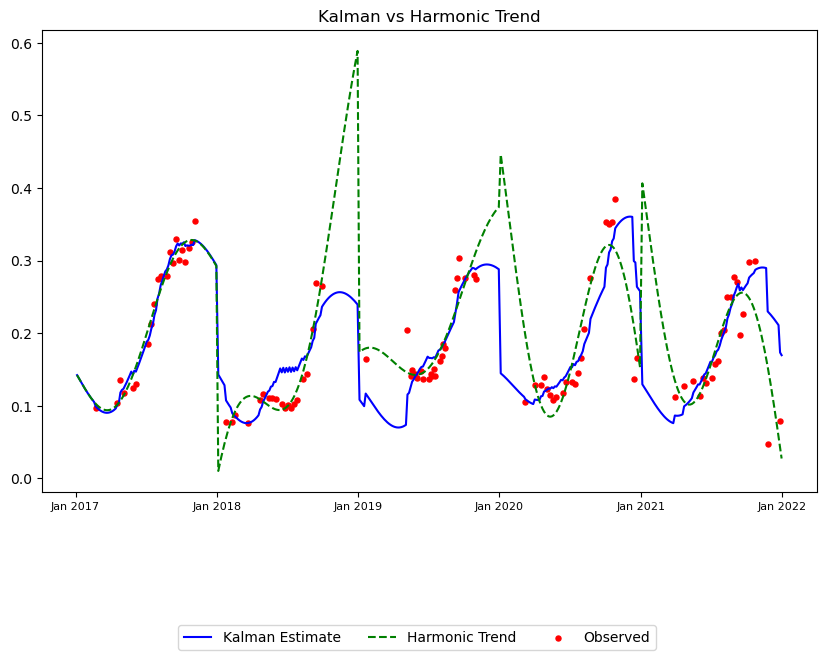 Kalman vs Harmonic Trend
0.6
0.5
0.4
0.3
0.2
0.1
0.0
Jan 2017 Jan 2018 Jan 2019 Jan 2020 Jan 2021 Jan 2022
Kalman Estimate Harmonic Trend Observed